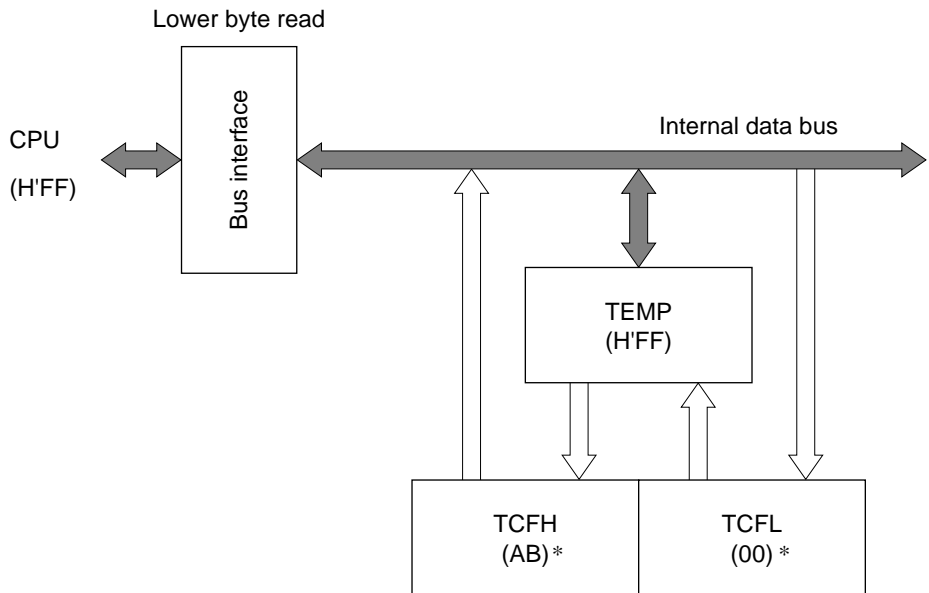 Lower byte read
CPU
(H'FF)
Bus interface
Internal data bus
TEMP
(H'FF)
TCFH
(AB)*
TCFL
(00)*